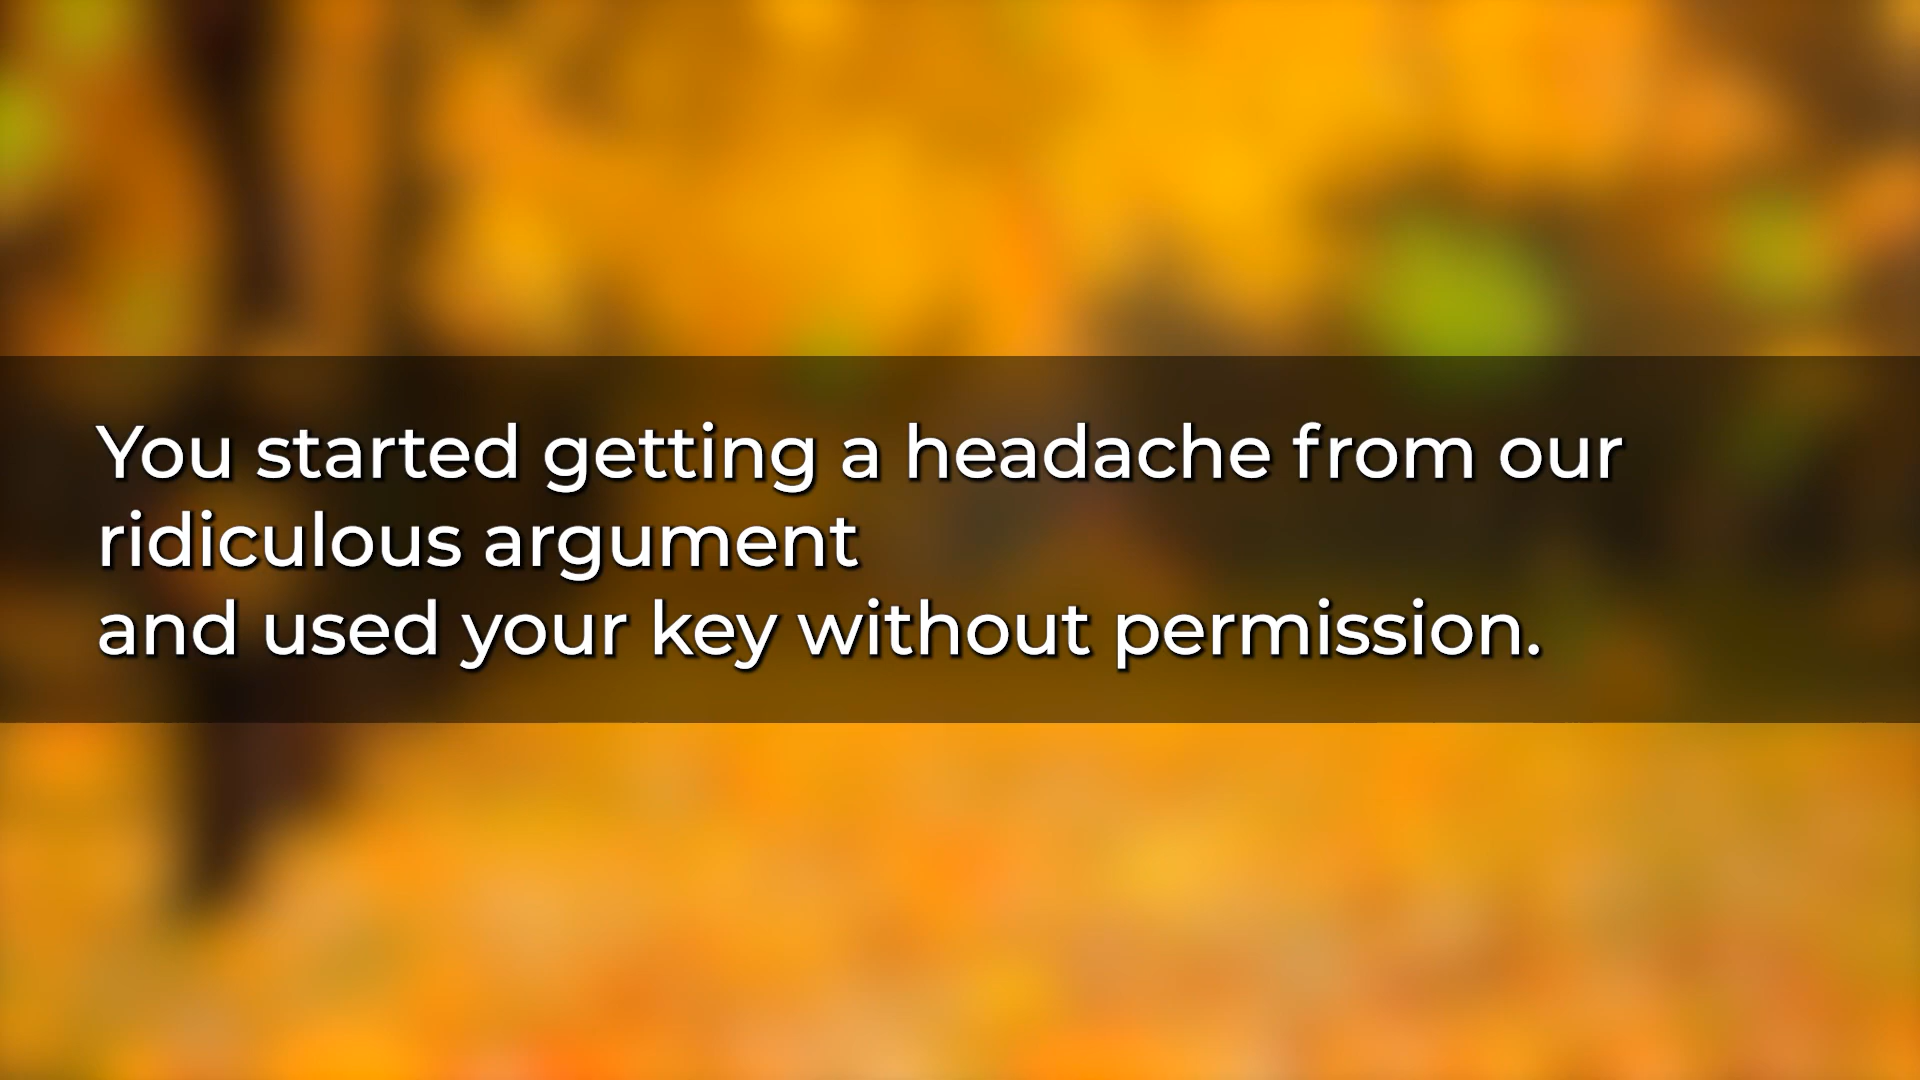 You started getting a headache from our
ridiculous argument
and used your key without permission.